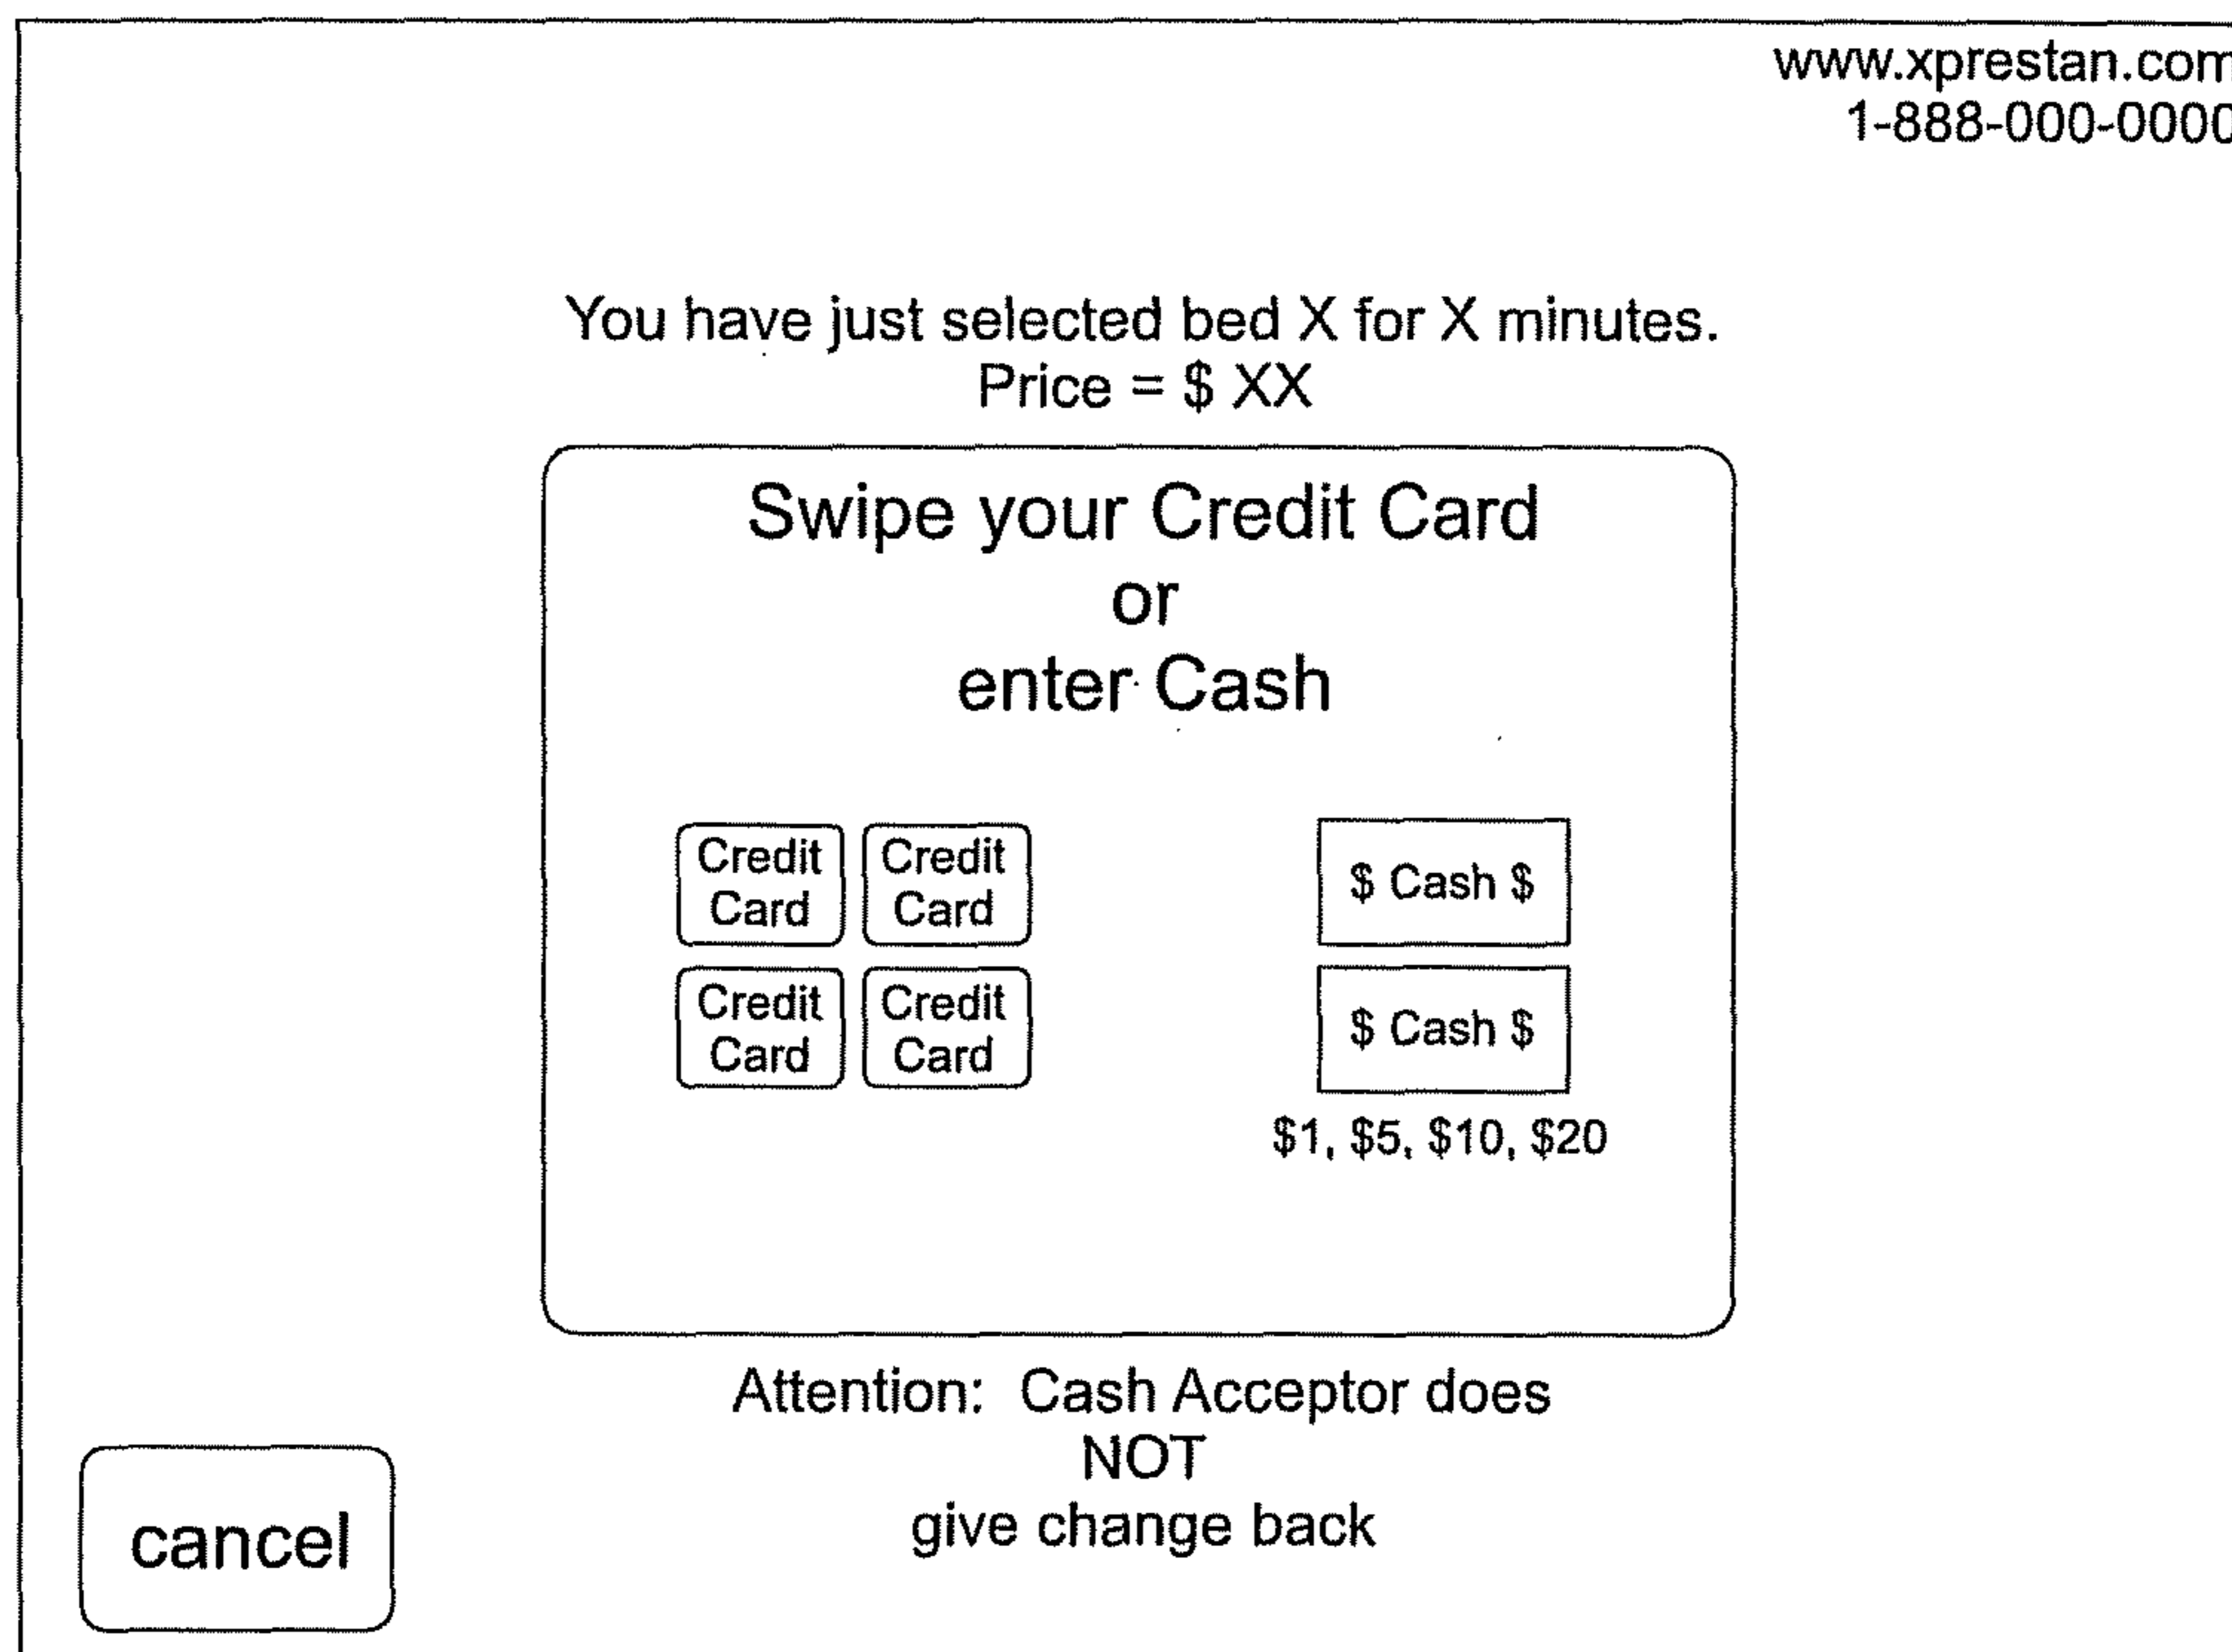 www.xprestan.com
1-888-000-0000
You have just selected bed X for X minutes.
Price = $ XX
Swipe your Credit Card
or
enter Cash
Credit Card
Credit Card
$ Cash $
Credit Card
Credit Card
$ Cash $
$1, $5, $10, $20
Attention: Cash Acceptor does
NOT
give change back
cancel